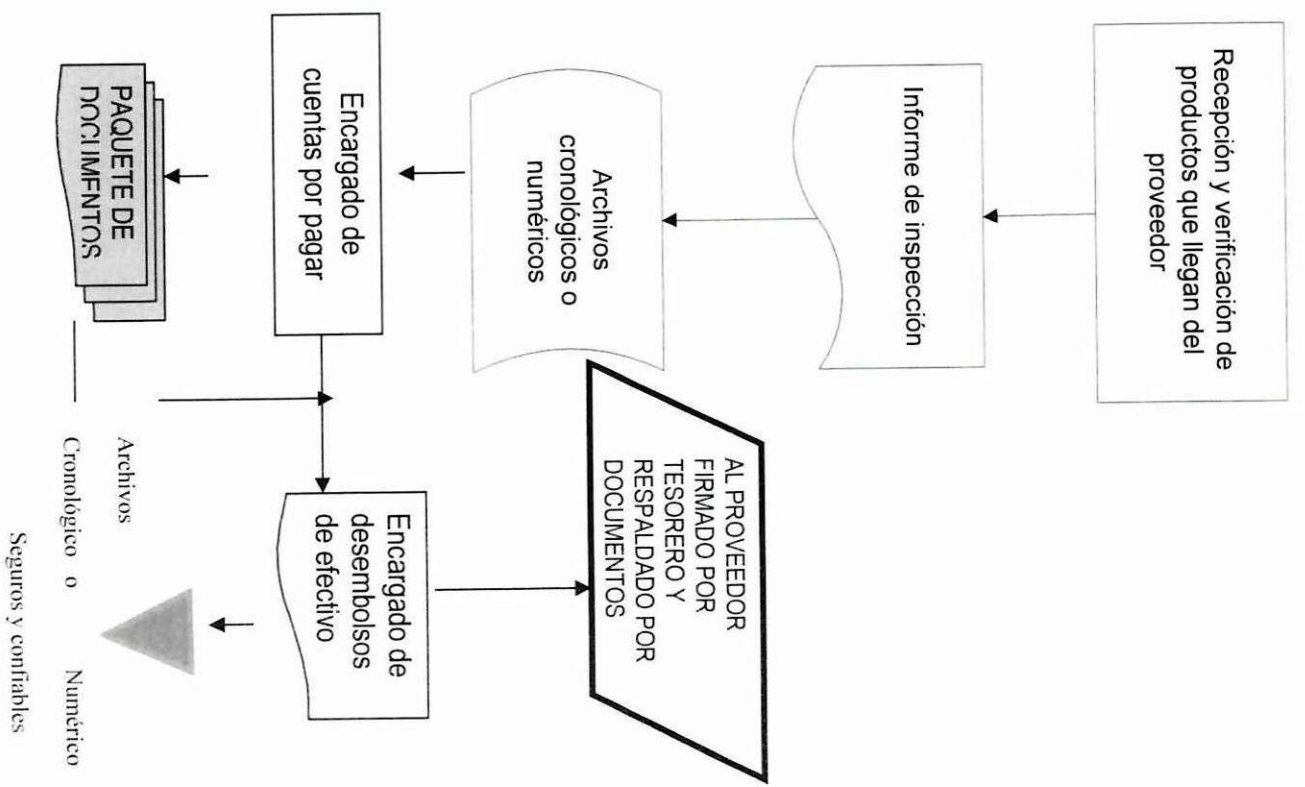 Recepción y verificación de
productos que llegan del
proveedor
Informe de inspección
Archivos
cronológicos o
numéricos
Encargado de
cuentas por pagar
PAQUETE DE
DOCUMENTOS
AL PROVEEDOR
FIRMADO POR
TESORERO Y
RESPALDADO POR
DOCUMENTOS
Encargado de
desembolsos
de efectivo
Archivos
Cronológico o Numérico
Seguros y confiables